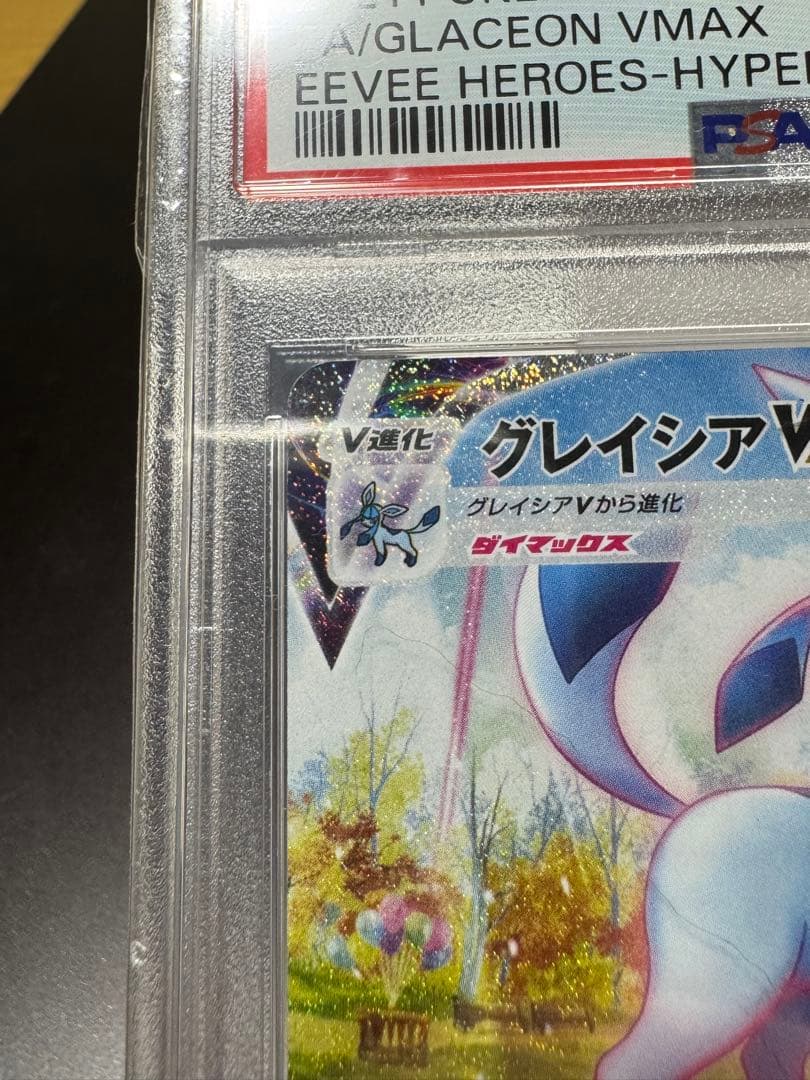 A/GLACEON VMAX
EEVEE HEROES-HYPE
PSA
V進化
グレイシアV
グレイシアVから進化
ダイマックス